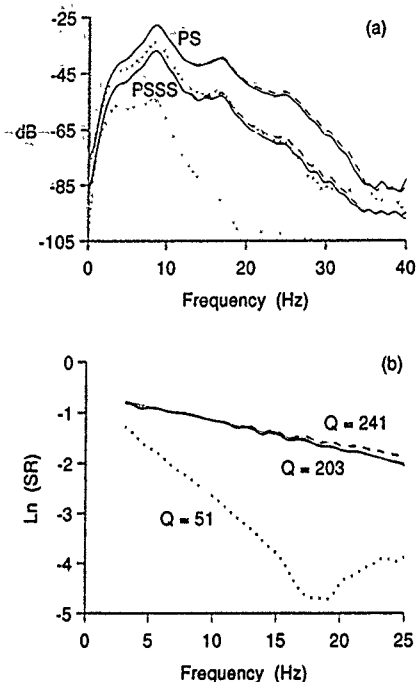 (a)
-25
-45
-65
-85
-105
dB
PS
PSSS
0
10
20
30
40
Frequency (Hz)
(b)
0
-1
-2
-3
-4
-5
Ln (SR)
Q = 241
Q = 203
Q = 51
0
5
10
15
20
25
Frequency (Hz)